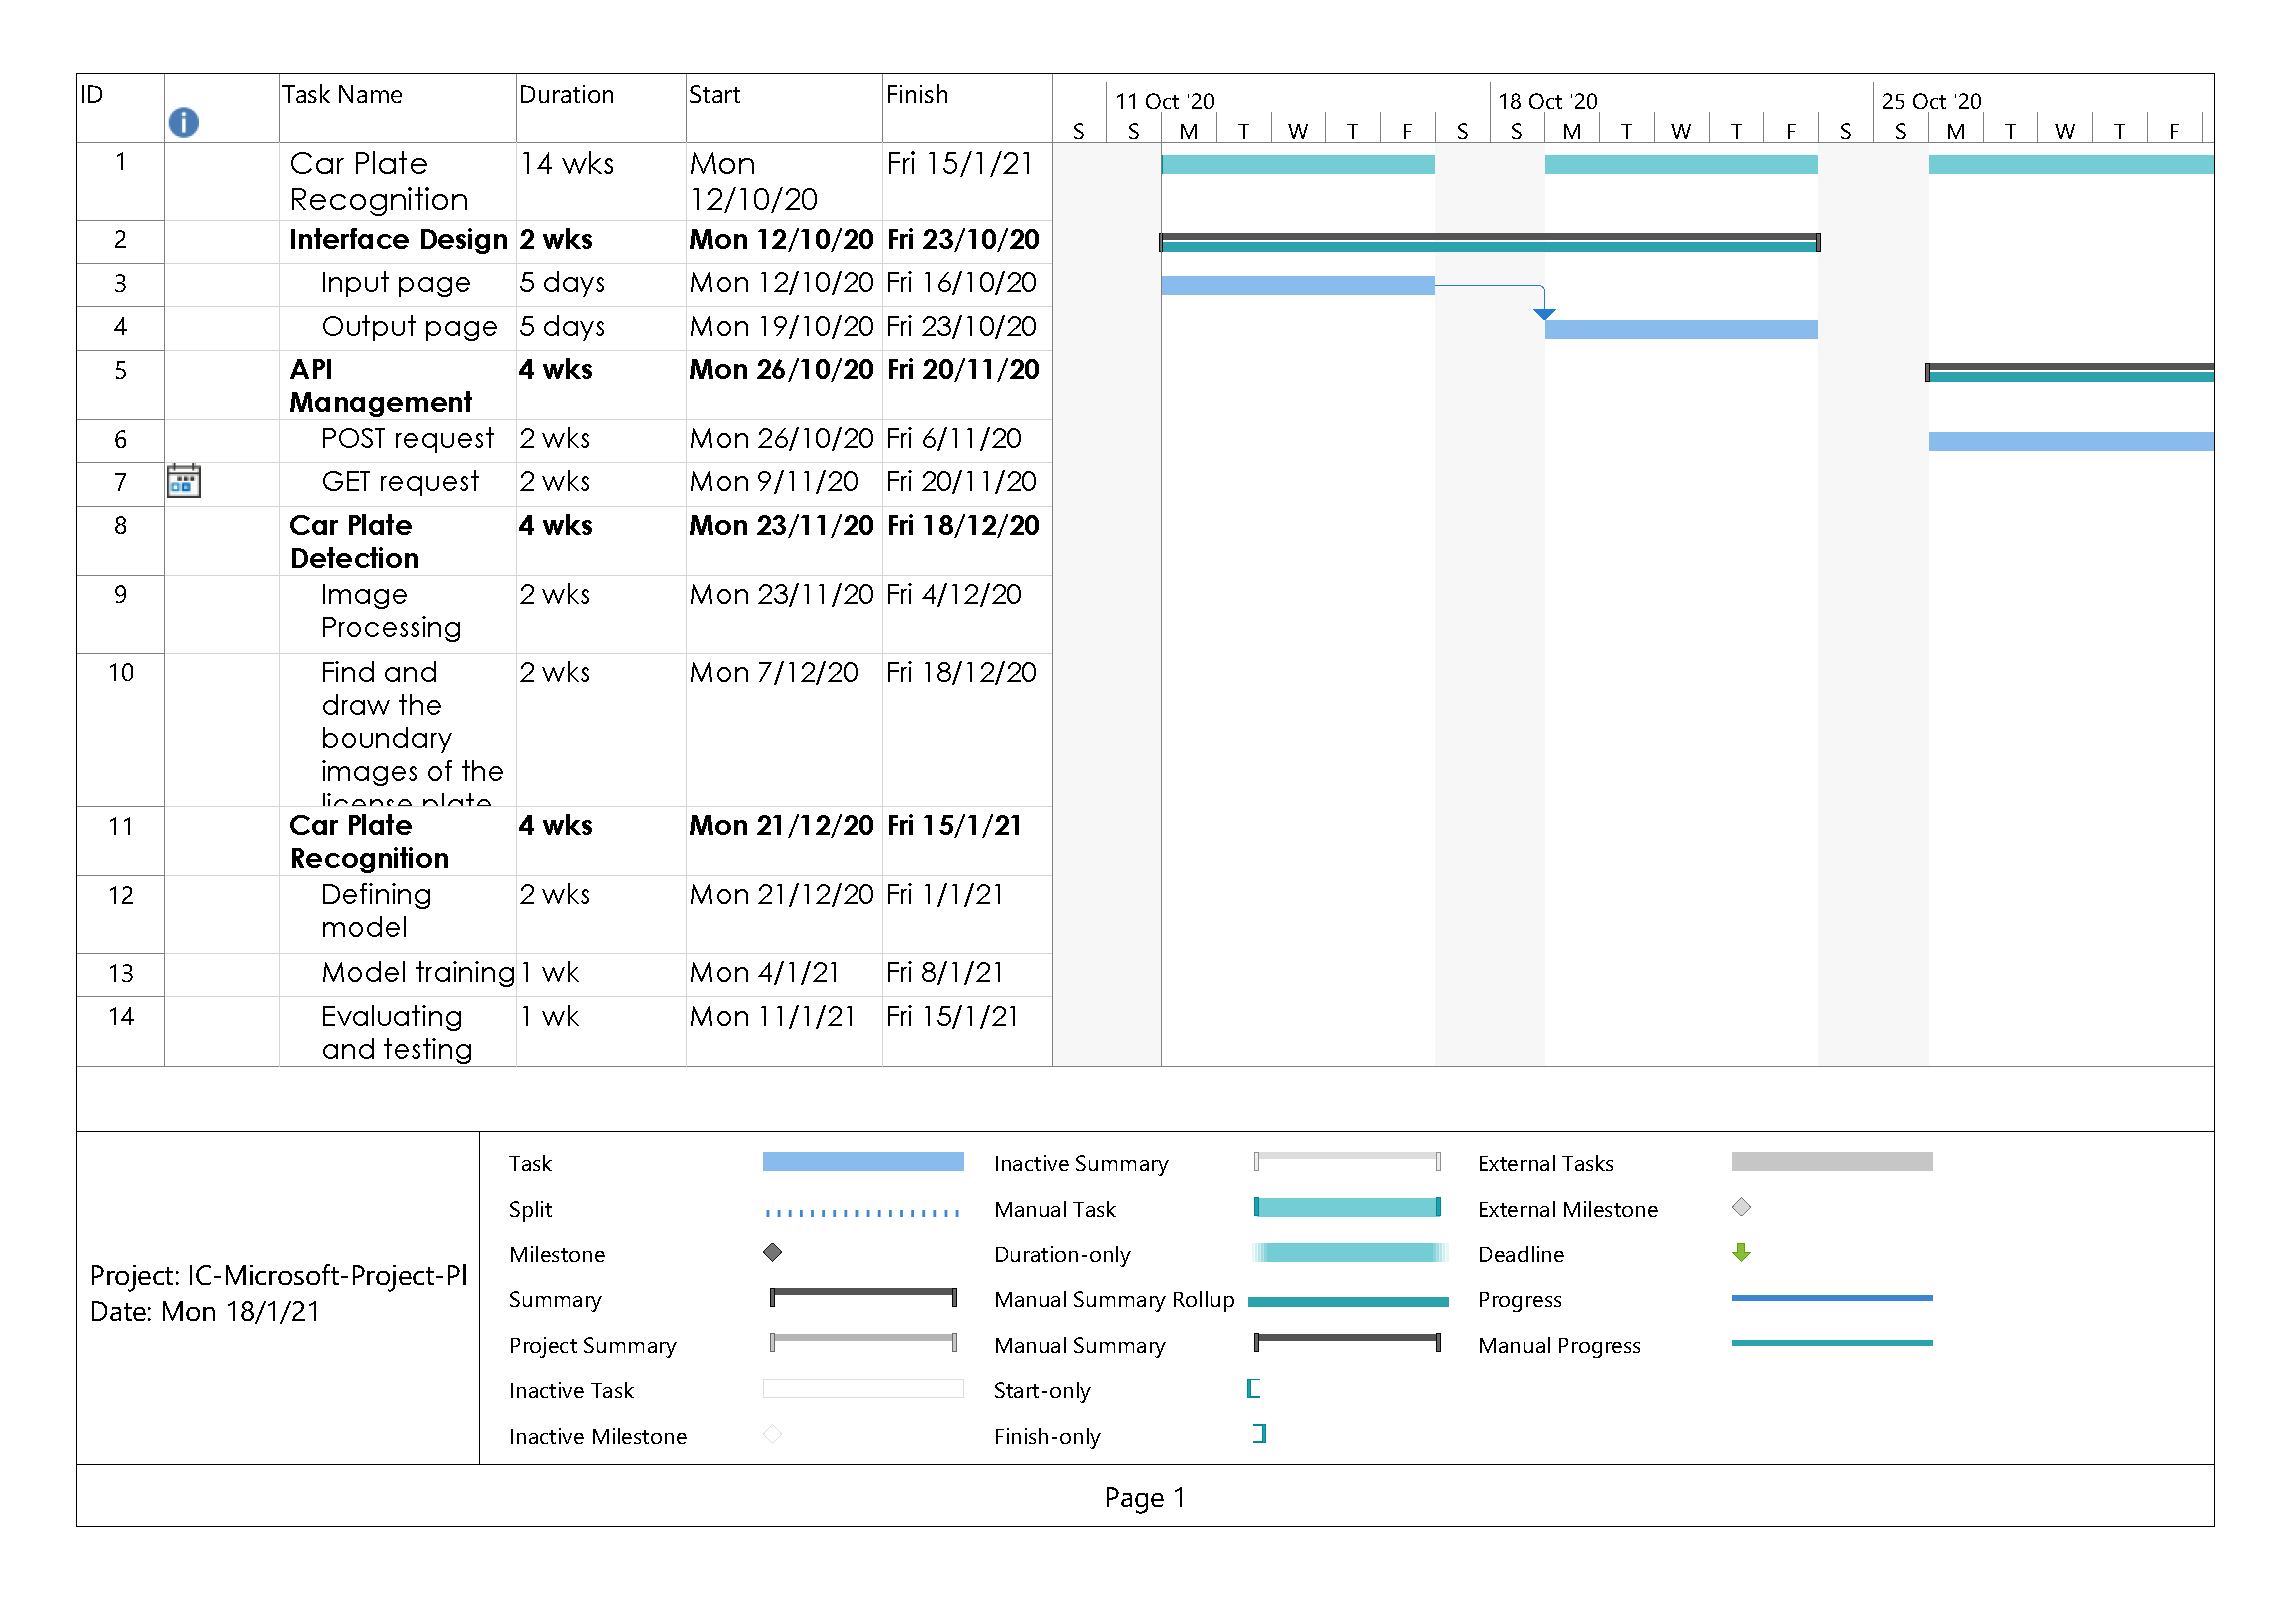 ID Task Name Duration Start Finish 11 Oct '20 18 Oct '20 25 Oct '20
S S M T W T F S S M T W T F S S M T W T F
1 Car Plate 14 wks Mon Fri 15/1/21
Recognition 12/10/20
2 Interface Design 2 wks Mon 12/10/20 Fri 23/10/20
3 Input page 5 days Mon 12/10/20 Fri 16/10/20
4 Output page 5 days Mon 19/10/20 Fri 23/10/20
5 API 4 wks Mon 26/10/20 Fri 20/11/20
Management
6 POST request 2 wks Mon 26/10/20 Fri 6/11/20
7 GET request 2 wks Mon 9/11/20 Fri 20/11/20
8 Car Plate 4 wks Mon 23/11/20 Fri 18/12/20
Detection
9 Image 2 wks Mon 23/11/20 Fri 4/12/20
Processing
10 Find and 2 wks Mon 7/12/20 Fri 18/12/20
draw the
boundary
images of the
license plate
11 Car Plate 4 wks Mon 21/12/20 Fri 15/1/21
Recognition
12 Defining 2 wks Mon 21/12/20 Fri 1/1/21
model
13 Model training 1 wk Mon 4/1/21 Fri 8/1/21
14 Evaluating 1 wk Mon 11/1/21 Fri 15/1/21
and testing
Project: IC-Microsoft-Project-Pl
Date: Mon 18/1/21
Task Inactive Summary External Tasks
Split Manual Task External Milestone
Milestone Duration-only Deadline
Summary Manual Summary Rollup Progress
Project Summary Manual Summary Manual Progress
Inactive Task Start-only
Inactive Milestone Finish-only
Page 1